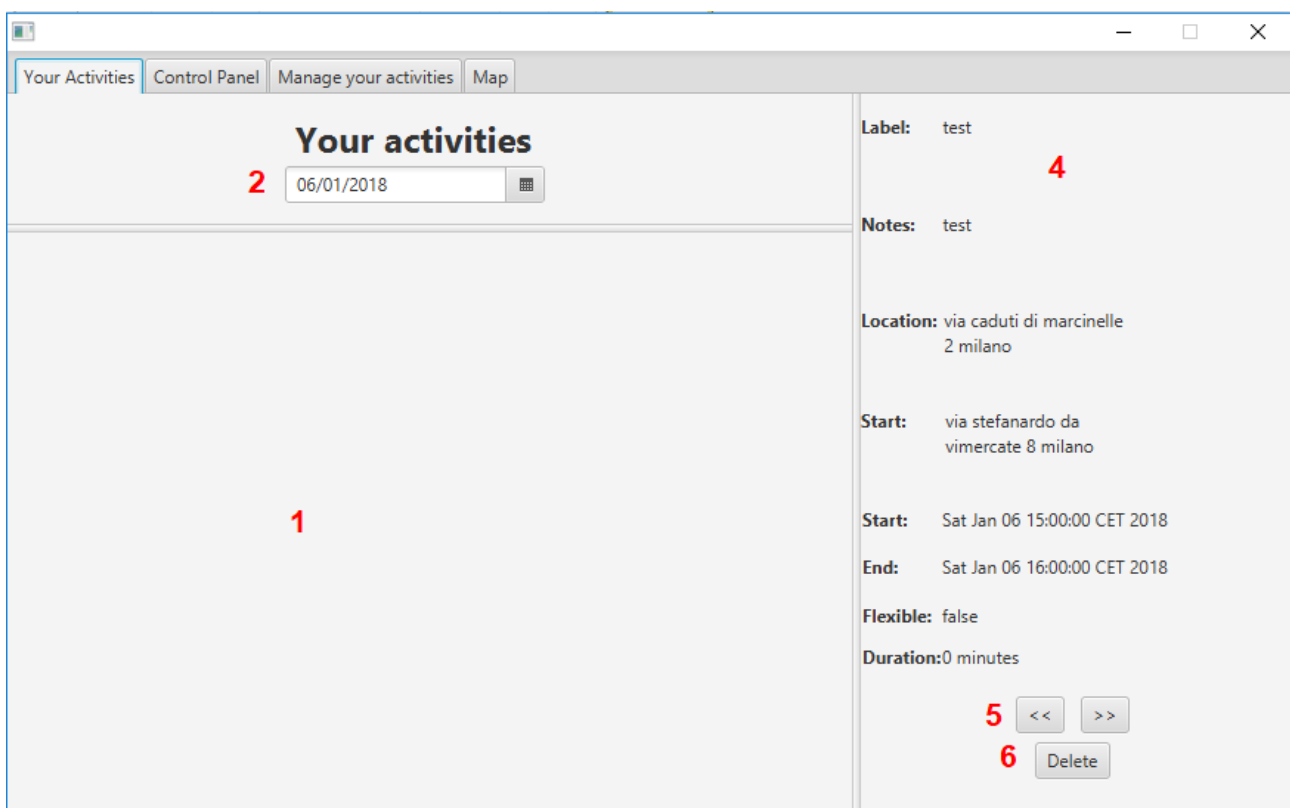 Your Activities Control Panel Manage your activities Map
Your activities
2 06/01/2018
1
Label: test
4
Notes: test
Location: via caduti di marcinelle
2 milano
Start: via stefanardo da
vimercate 8 milano
Start: Sat Jan 06 15:00:00 CET 2018
End: Sat Jan 06 16:00:00 CET 2018
Flexible: false
Duration:0 minutes
5 << >>
6 Delete